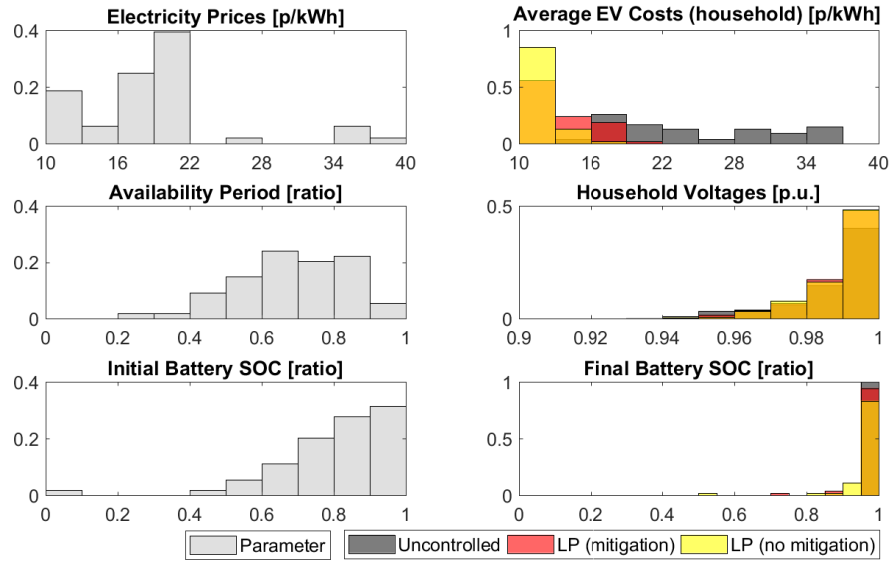 Electricity Prices [p/kWh]
0.4
0.2
0
10 16 22 28 34 40
Average EV Costs (household) [p/kWh]
1
0.5
0
10 16 22 28 34 40
Availability Period [ratio]
0.4
0.2
0
0 0.2 0.4 0.6 0.8 1
Household Voltages [p.u.]
0.5
0
0.9 0.92 0.94 0.96 0.98 1
Initial Battery SOC [ratio]
0.4
0.2
0
0 0.2 0.4 0.6 0.8 1
Final Battery SOC [ratio]
1
0.5
0
0 0.2 0.4 0.6 0.8 1
Parameter
Uncontrolled LP (mitigation) LP (no mitigation)